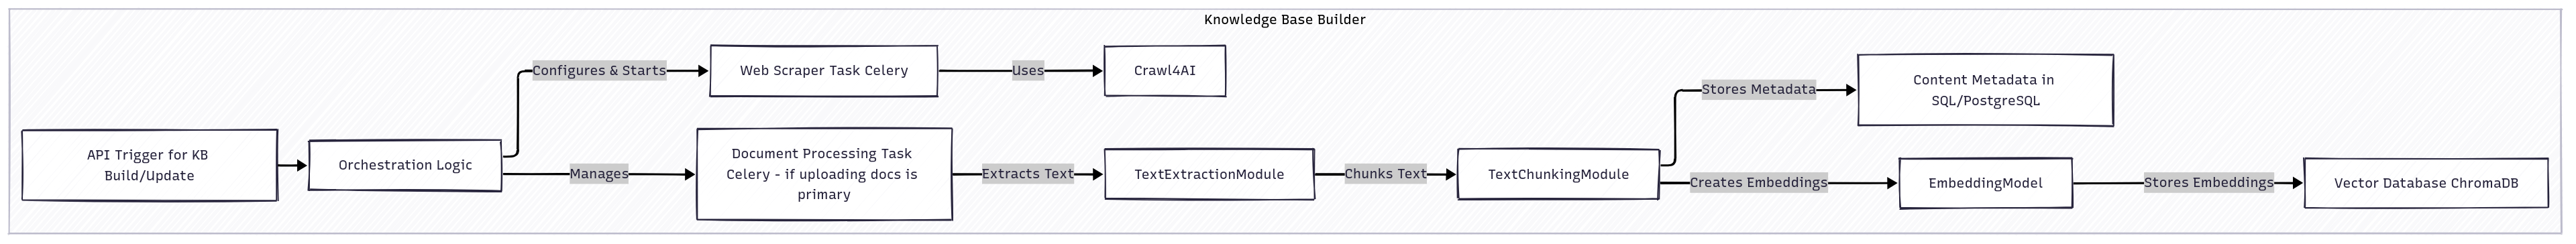 Knowledge Base Builder
Configures & Starts
Web Scraper Task Celery
Uses
Crawl4AI
API Trigger for KB
Build/Update
Orchestration Logic
Manages
Document Processing Task
Celery - if uploading docs is
primary
Extracts Text
TextExtractionModule
Chunks Text
TextChunkingModule
Stores Metadata
Content Metadata in
SQL/PostgreSQL
Creates Embeddings
EmbeddingModel
Stores Embeddings
Vector Database ChromaDB